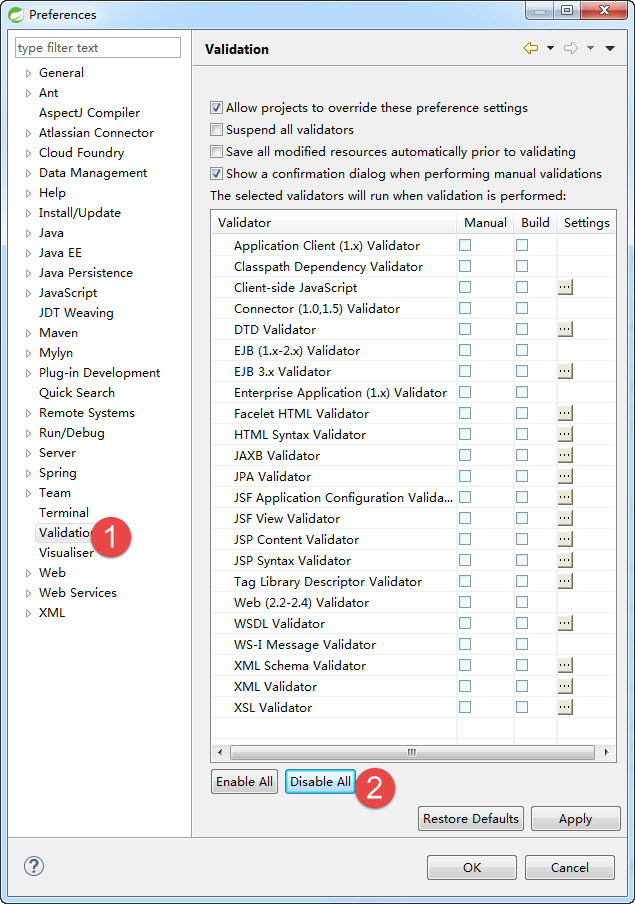 Preferences
type filter text
General
Ant
AspectJ Compiler
Atlassian Connector
Cloud Foundry
Data Management
Help
Install/Update
Java
Java EE
Java Persistence
JavaScript
JDT Weaving
Maven
Mylyn
Plug-in Development
Quick Search
Remote Systems
Run/Debug
Server
Spring
Team
Terminal
Validation
1
Visualiser
Web
Web Services
XML
Validation
Allow projects to override these preference settings
Suspend all validators
Save all modified resources automatically prior to validating
Show a confirmation dialog when performing manual validations
The selected validators will run when validation is performed:
Validator Manual Build Settings
Application Client (1.x) Validator
Classpath Dependency Validator
Client-side JavaScript ...
Connector (1.0,1.5) Validator
DTD Validator ...
EJB (1.x-2.x) Validator
EJB 3.x Validator ...
Enterprise Application (1.x) Validator
Facelet HTML Validator ...
HTML Syntax Validator ...
JAXB Validator ...
JPA Validator ...
JSF Application Configuration Valida... ...
JSF View Validator ...
JSP Content Validator ...
JSP Syntax Validator ...
Tag Library Descriptor Validator ...
Web (2.2-2.4) Validator
WSDL Validator ...
WS-I Message Validator
XML Schema Validator ...
XML Validator ...
XSL Validator ...
Enable All Disable All 2
Restore Defaults Apply
? OK Cancel